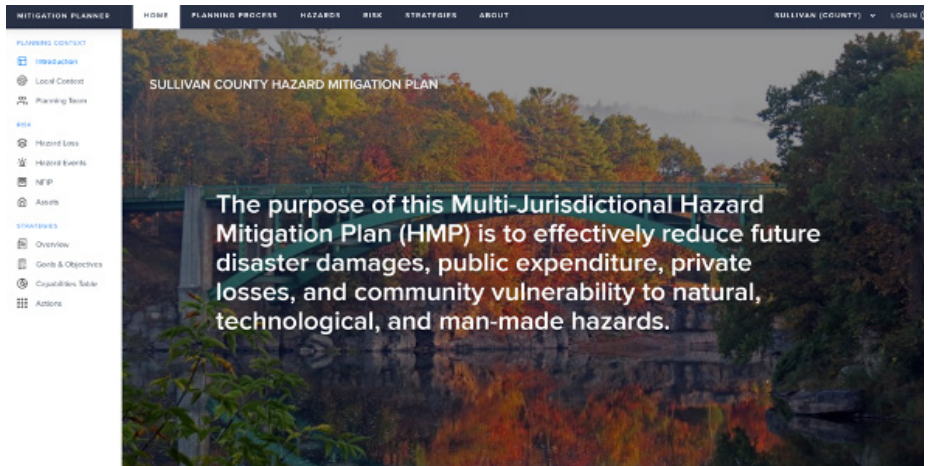 MITIGATION PLANNER
HOME PLANNING PROCESS HAZARDS RISK STRATEGIES ABOUT
SULLIVAN (COUNTY) LOGIN
PLANNING CONTEXT
Introduction
Local Context
Planning Team
RISK
Hazard Loss
Hazard Events
NFIP
Assets
STRATEGIES
Overview
Goals & Objectives
Capabilities Table
Actions
SULLIVAN COUNTY HAZARD MITIGATION PLAN
The purpose of this Multi-Jurisdictional Hazard
Mitigation Plan (HMP) is to effectively reduce future
disaster damages, public expenditure, private
losses, and community vulnerability to natural,
technological, and man-made hazards.